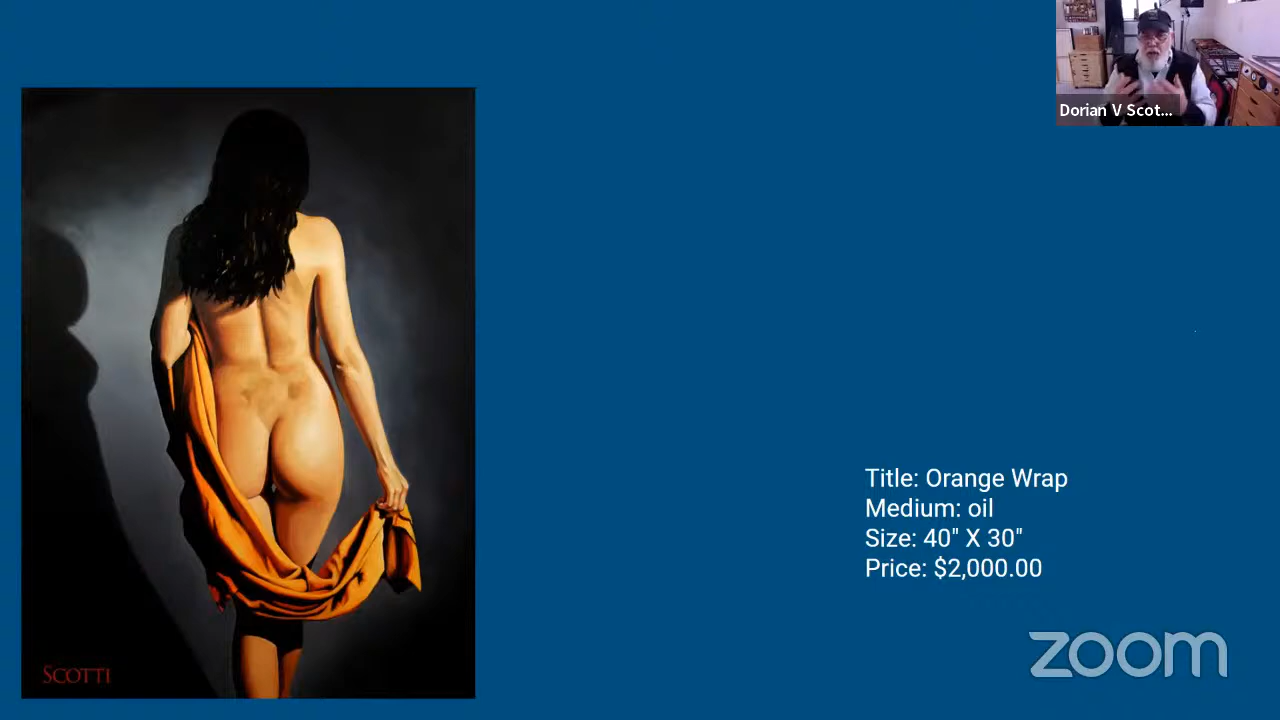 Dorian V Scot...
Title: Orange Wrap
Medium: oil
Size: 40" X 30"
Price: $2,000.00
SCOTTI
zoom